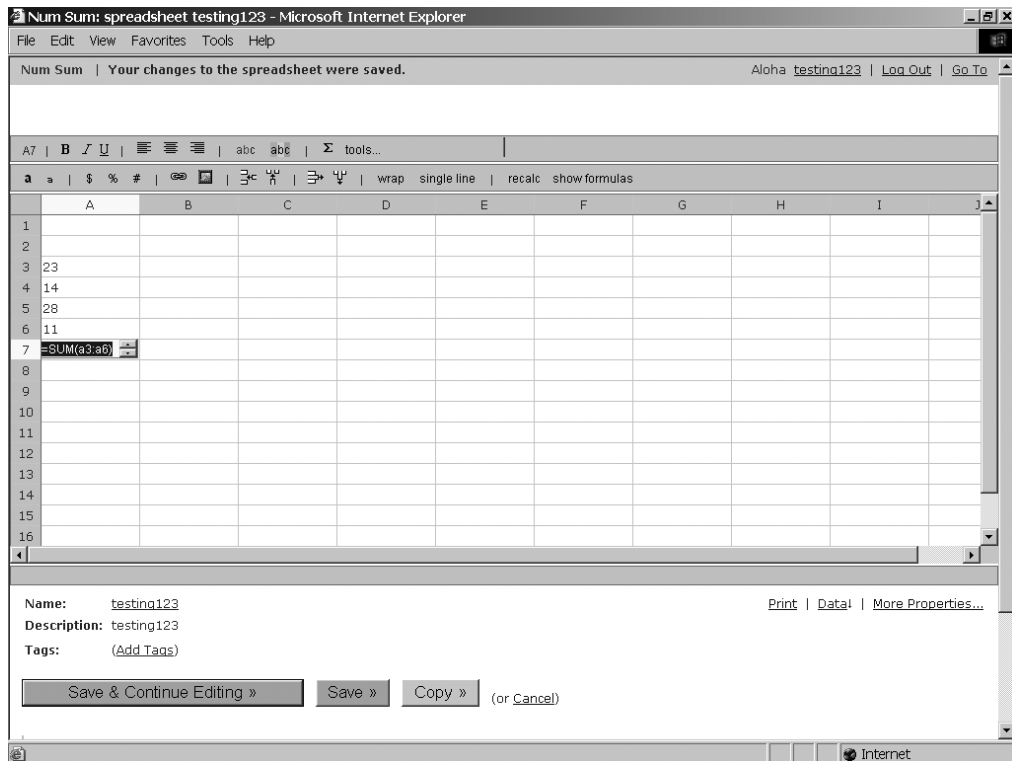 Num Sum: spreadsheet testing123 - Microsoft Internet Explorer
File Edit View Favorites Tools Help
Num Sum | Your changes to the spreadsheet were saved. Aloha testing123 | Log Out | Go To
A7 | B I U | | abc abc | Σ tools...
a a | $ % # | | | | wrap single line | recalc show formulas
A B C D E F G H I J
1
2
3 23
4 14
5 28
6 11
7 =SUM(a3:a6)
8
9
10
11
12
13
14
15
16
Name: testing123 Print | Data↓ | More Properties...
Description: testing123
Tags: (Add Tags)
Save & Continue Editing » Save » Copy » (or Cancel)
Internet